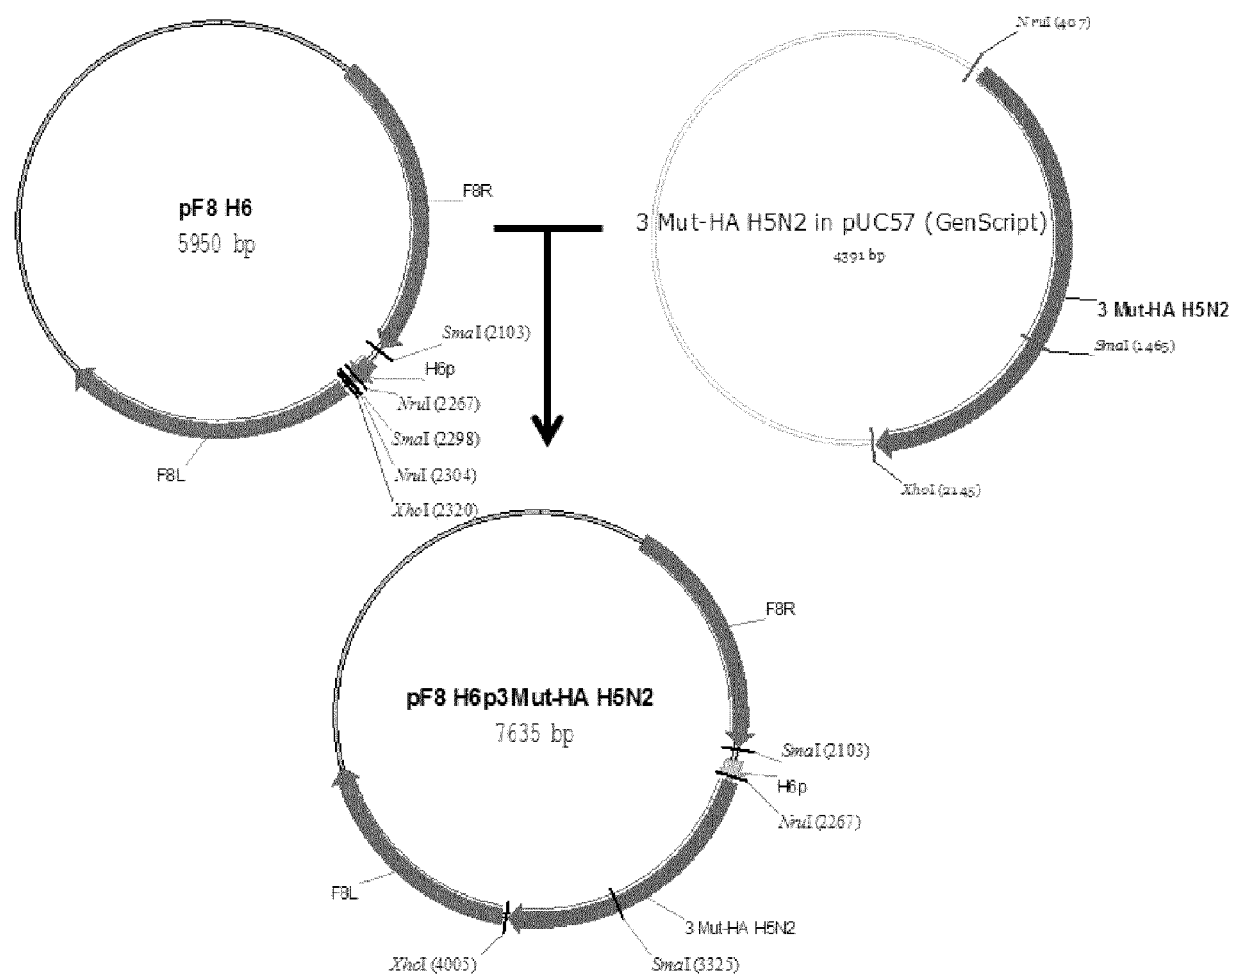 NruI (407)
pF8 H6
5950 bp
F8R
3 Mut-HA H5N2 in pUC57 (GenScript)
4391 bp
3 Mut-HA H5N2
SmaI (1465)
SmaI (2103)
H6p
NruI (2267)
SmaI (2298)
NruI (2304)
XhoI (2320)
F8L
XhoI (2145)
F8R
pF8 H6p3Mut-HA H5N2
7635 bp
SmaI (2103)
H6p
NruI (2267)
F8L
3 Mut-HA H5N2
XhoI (4005)
SmaI (3325)